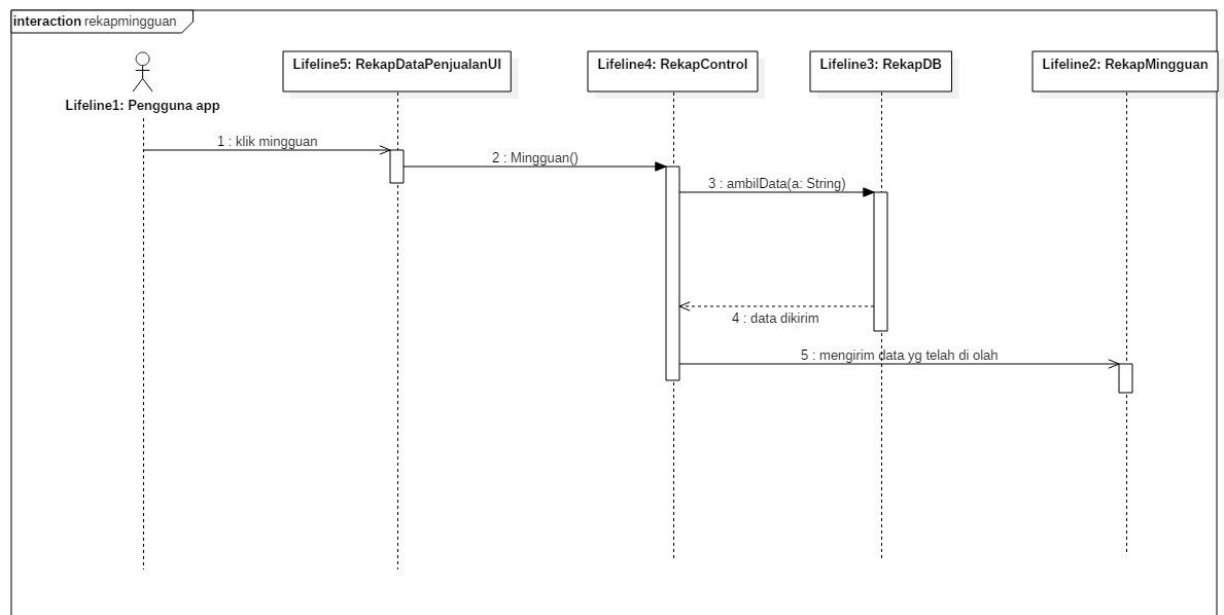 interaction rekapmingguan
Lifeline1: Pengguna app
Lifeline5: RekapDataPenjualanUI
Lifeline4: RekapControl
Lifeline3: RekapDB
Lifeline2: RekapMingguan
1 : klik mingguan
2 : Mingguan()
3 : ambilData(a: String)
4 : data dikirim
5 : mengirim data yg telah di olah